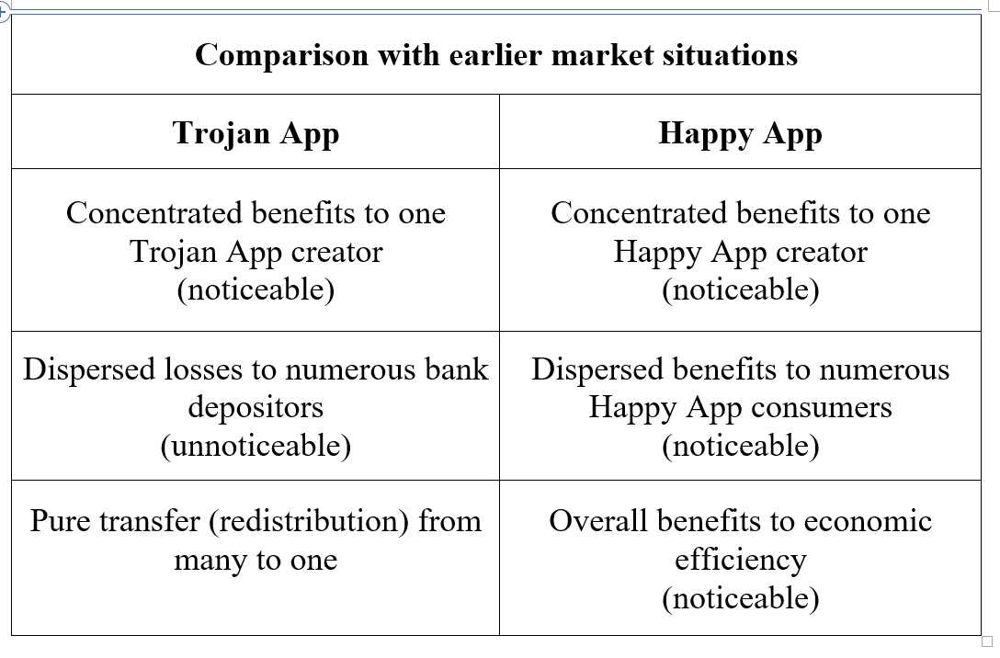 Comparison with earlier market situations
Trojan App
Happy App
Concentrated benefits to one
Trojan App creator
(noticeable)
Concentrated benefits to one
Happy App creator
(noticeable)
Dispersed losses to numerous bank
depositors
(unnoticeable)
Dispersed benefits to numerous
Happy App consumers
(noticeable)
Pure transfer (redistribution) from
many to one
Overall benefits to economic
efficiency
(noticeable)